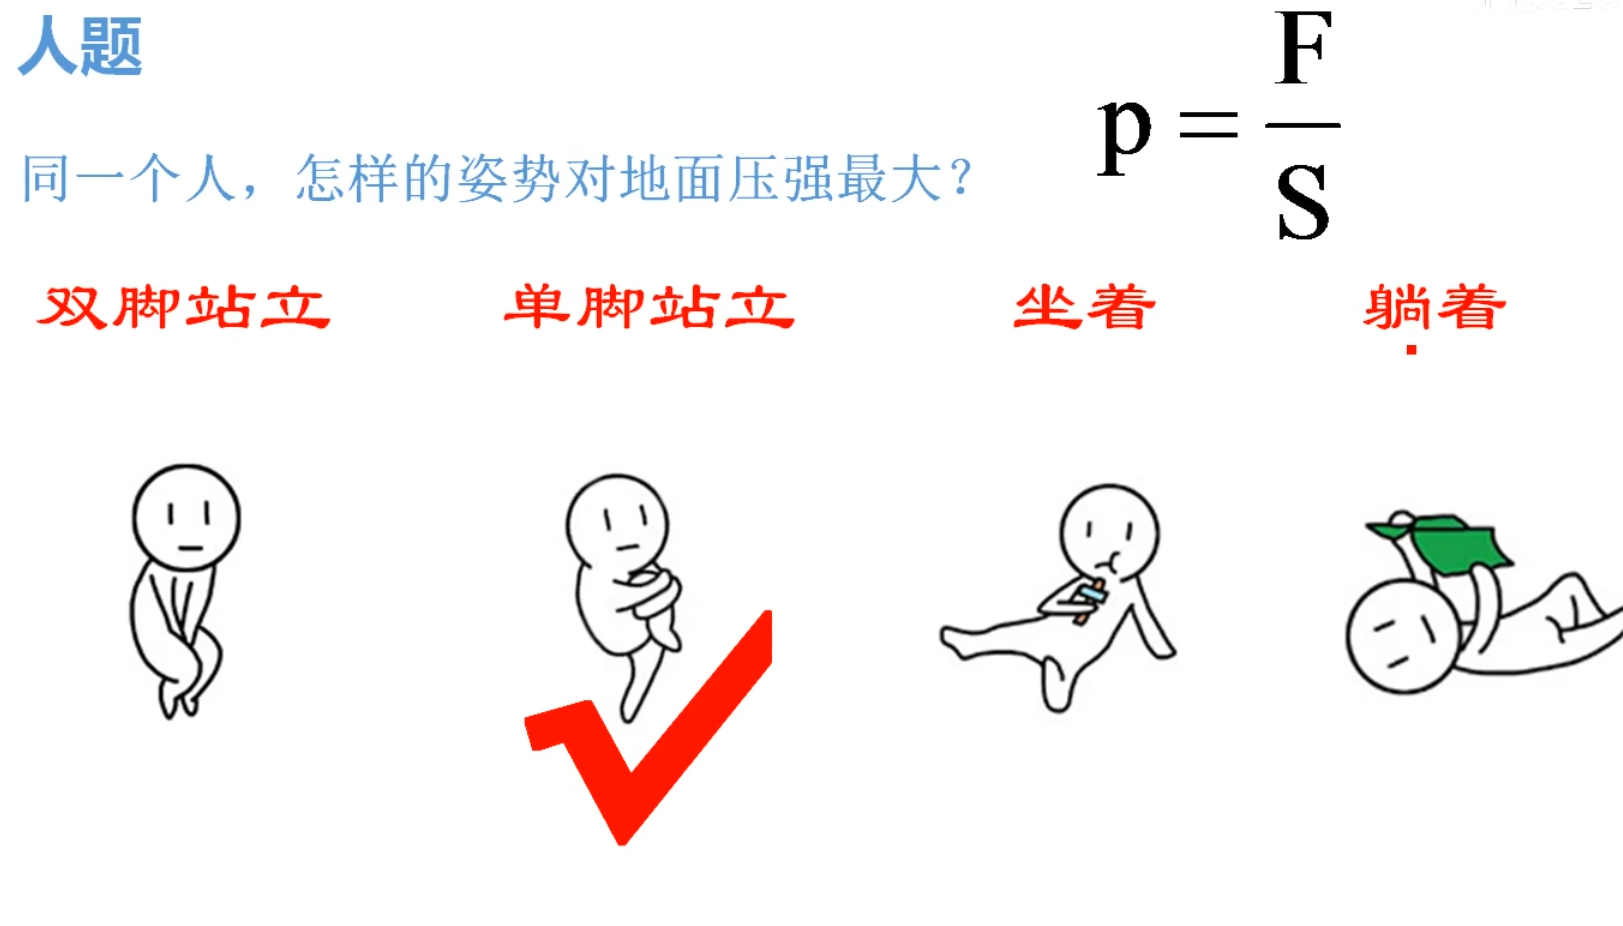 人题
p = F/S
同一个人，怎样的姿势对地面压强最大？
双脚站立 单脚站立 坐着 躺着